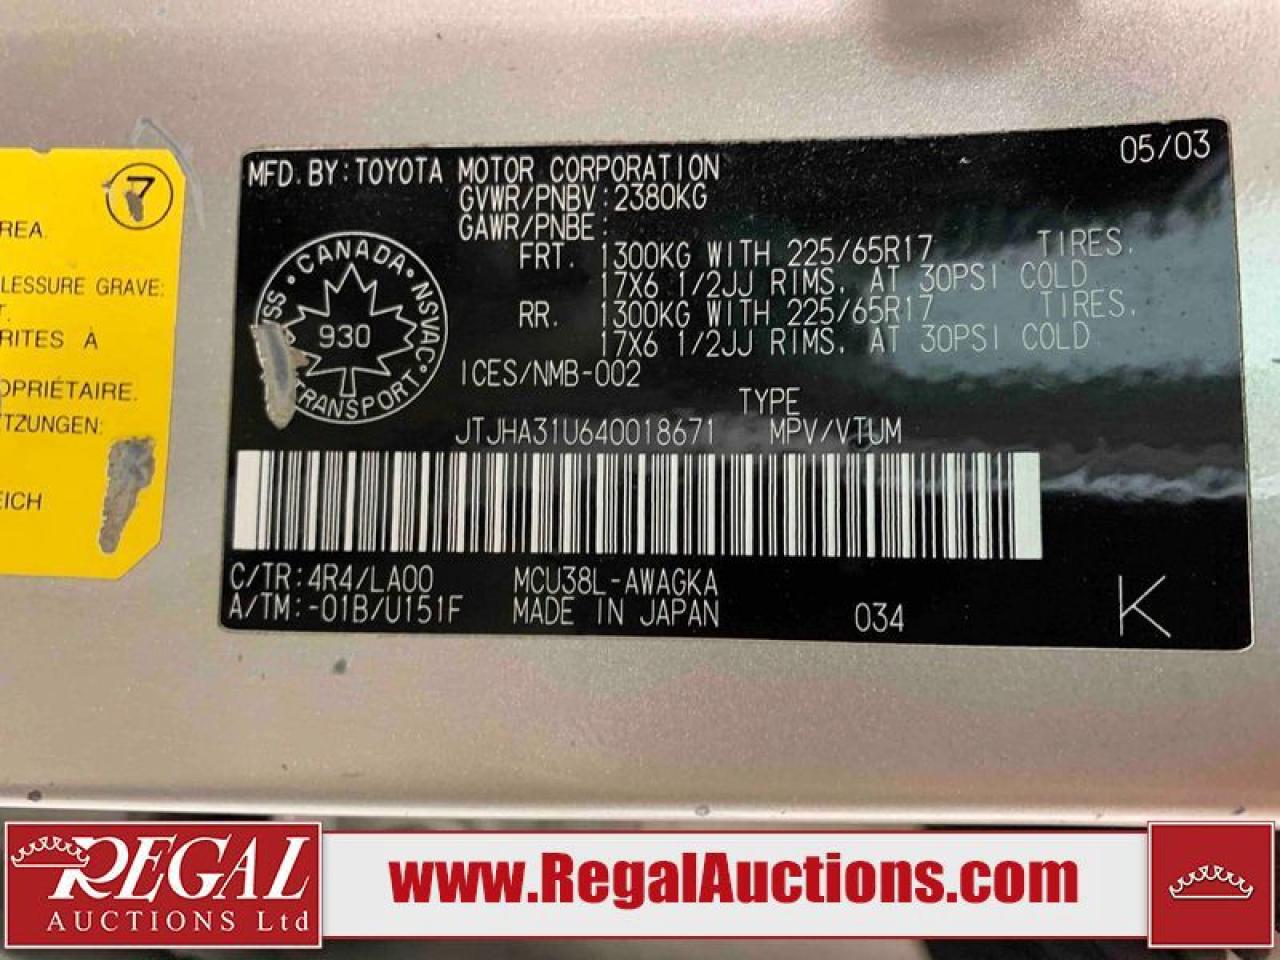 05/03
MFD. BY: TOYOTA MOTOR CORPORATION
GVWR/PNBV: 2380KG
GAWR/PNBE:
FRT. 1300KG WITH 225/65R17 TIRES,
17X6 1/2JJ RIMS, AT 30PSI COLD
RR. 1300KG WITH 225/65R17 TIRES,
17X6 1/2JJ RIMS, AT 30PSI COLD
ICES/NMB-002
TYPE
JTJHA31U640018671 MPV/VTUM
C/TR: 4R4/LA00 MCU38L-AWAGKA
A/TM: -01B/U151F MADE IN JAPAN 034 K
CANADA
NSVAC
930
TRANSPORT
7
REA.
LESSURE GRAVE:
T.
RITES À
OPRIÉTAIRE.
TZUNGEN:
EICH
REGAL
AUCTIONS Ltd
www.RegalAuctions.com